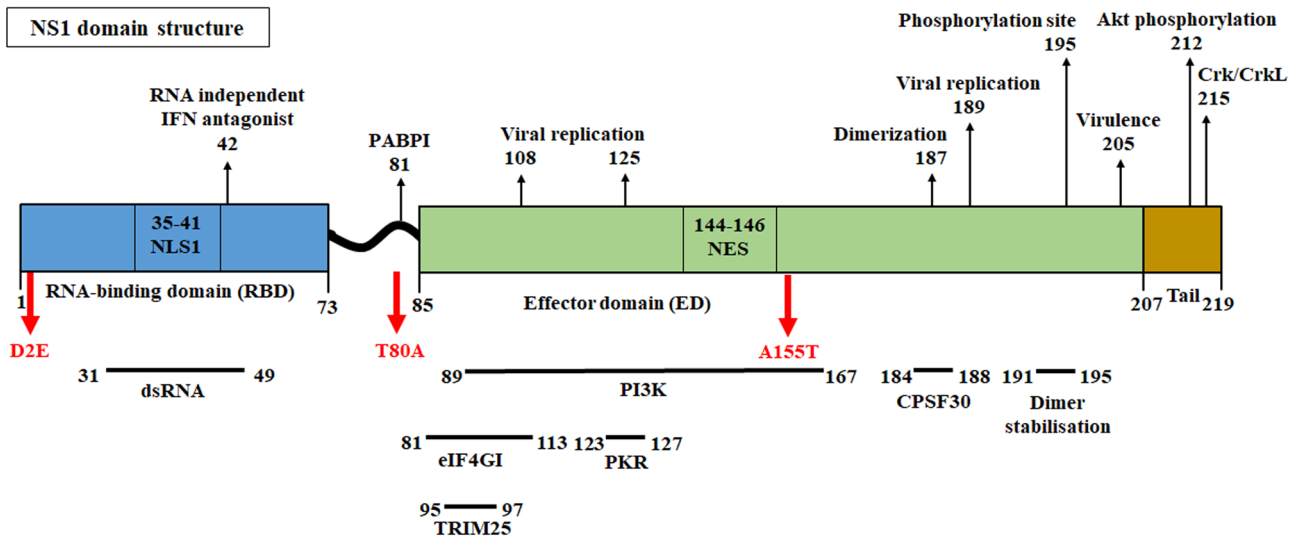 NS1 domain structure
Phosphorylation site
195
Akt phosphorylation
212
Crk/CrkL
215
RNA independent
IFN antagonist
42
PABPI
81
Viral replication
108 125
Dimerization
187
Viral replication
189
Virulence
205
35-41
NLS1
144-146
NES
1 RNA-binding domain (RBD) 73
85 Effector domain (ED) 207
Tail 219
D2E
T80A
A155T
31 49
dsRNA
89 167
PI3K
184 188
CPSF30
191 195
Dimer
stabilisation
81 113
eIF4GI
123 127
PKR
95 97
TRIM25